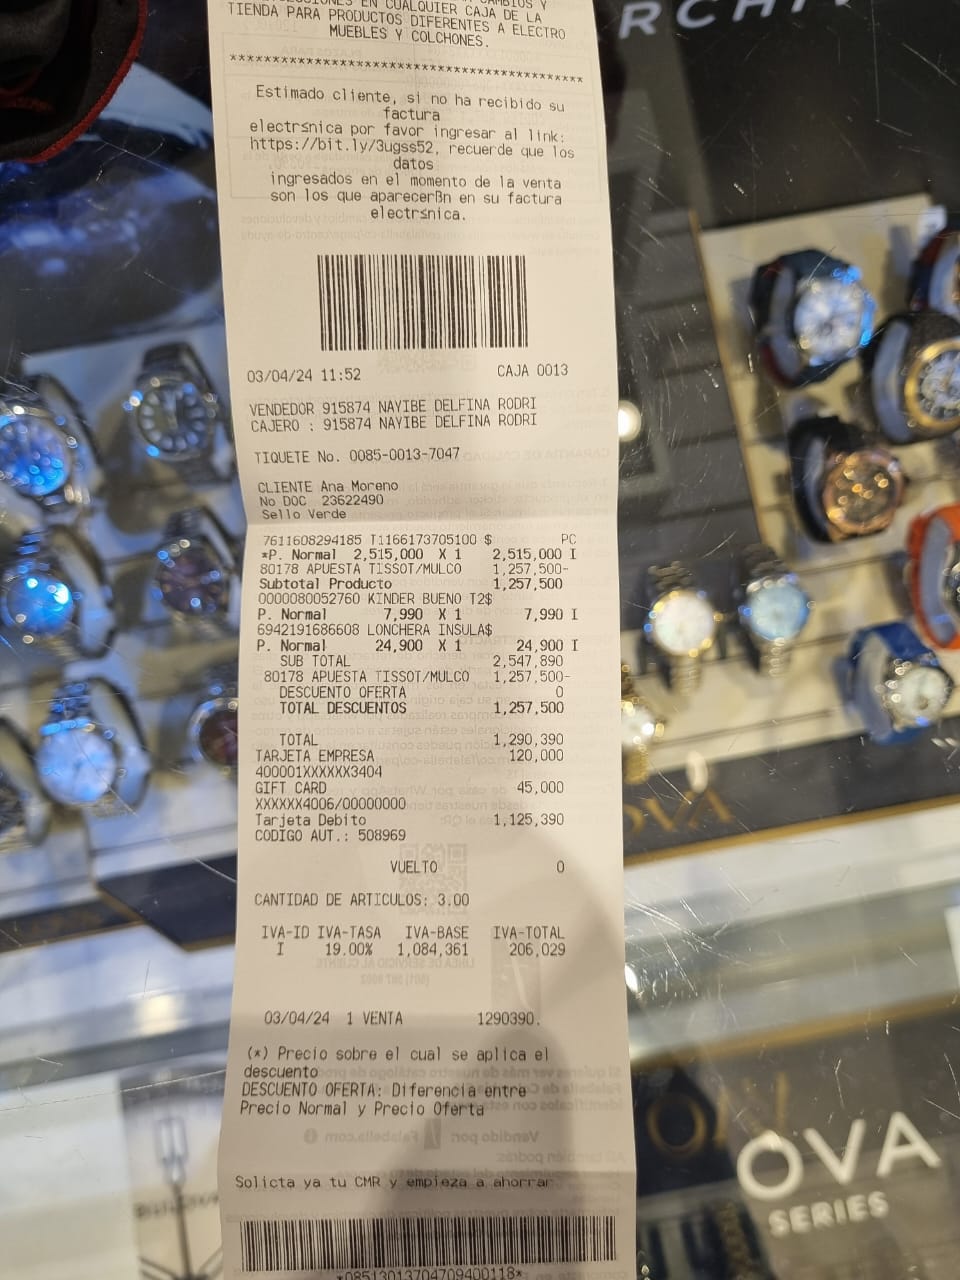 TIENDA PARA PRODUCTOS DIFERENTES A ELECTRO
MUEBLES Y COLCHONES.
******************************************
Estimado cliente, si no ha recibido su
factura
electr≤nica por favor ingresar al link:
https://bit.ly/3ugss52, recuerde que los
datos
ingresados en el momento de la venta
son los que aparecerßn en su factura
electr≤nica.
03/04/24 11:52 CAJA 0013
VENDEDOR 915874 NAYIBE DELFINA RODRI
CAJERO : 915874 NAYIBE DELFINA RODRI
TIQUETE No. 0085-0013-7047
CLIENTE Ana Moreno
No DOC 23622490
Sello Verde
7611608294185 T1166173705100 $ PC
*P. Normal 2,515,000 X 1 2,515,000 I
80178 APUESTA TISSOT/MULCO 1,257,500-
Subtotal Producto 1,257,500
0000080052760 KINDER BUENO T2$
P. Normal 7,990 X 1 7,990 I
6942191686608 LONCHERA INSULA$
P. Normal 24,900 X 1 24,900 I
SUB TOTAL 2,547,890
80178 APUESTA TISSOT/MULCO 1,257,500-
DESCUENTO OFERTA 0
TOTAL DESCUENTOS 1,257,500
TOTAL 1,290,390
TARJETA EMPRESA 120,000
400001XXXXXX3404
GIFT CARD 45,000
XXXXXX4006/00000000
Tarjeta Debito 1,125,390
CODIGO AUT.: 508969
VUELTO 0
CANTIDAD DE ARTICULOS: 3.00
IVA-ID IVA-TASA IVA-BASE IVA-TOTAL
I 19.00% 1,084,361 206,029
03/04/24 1 VENTA 1290390.
(*) Precio sobre el cual se aplica el
descuento
DESCUENTO OFERTA: Diferencia entre
Precio Normal y Precio Oferta
Solicta ya tu CMR y empieza a ahorrar
OVA
SERIES